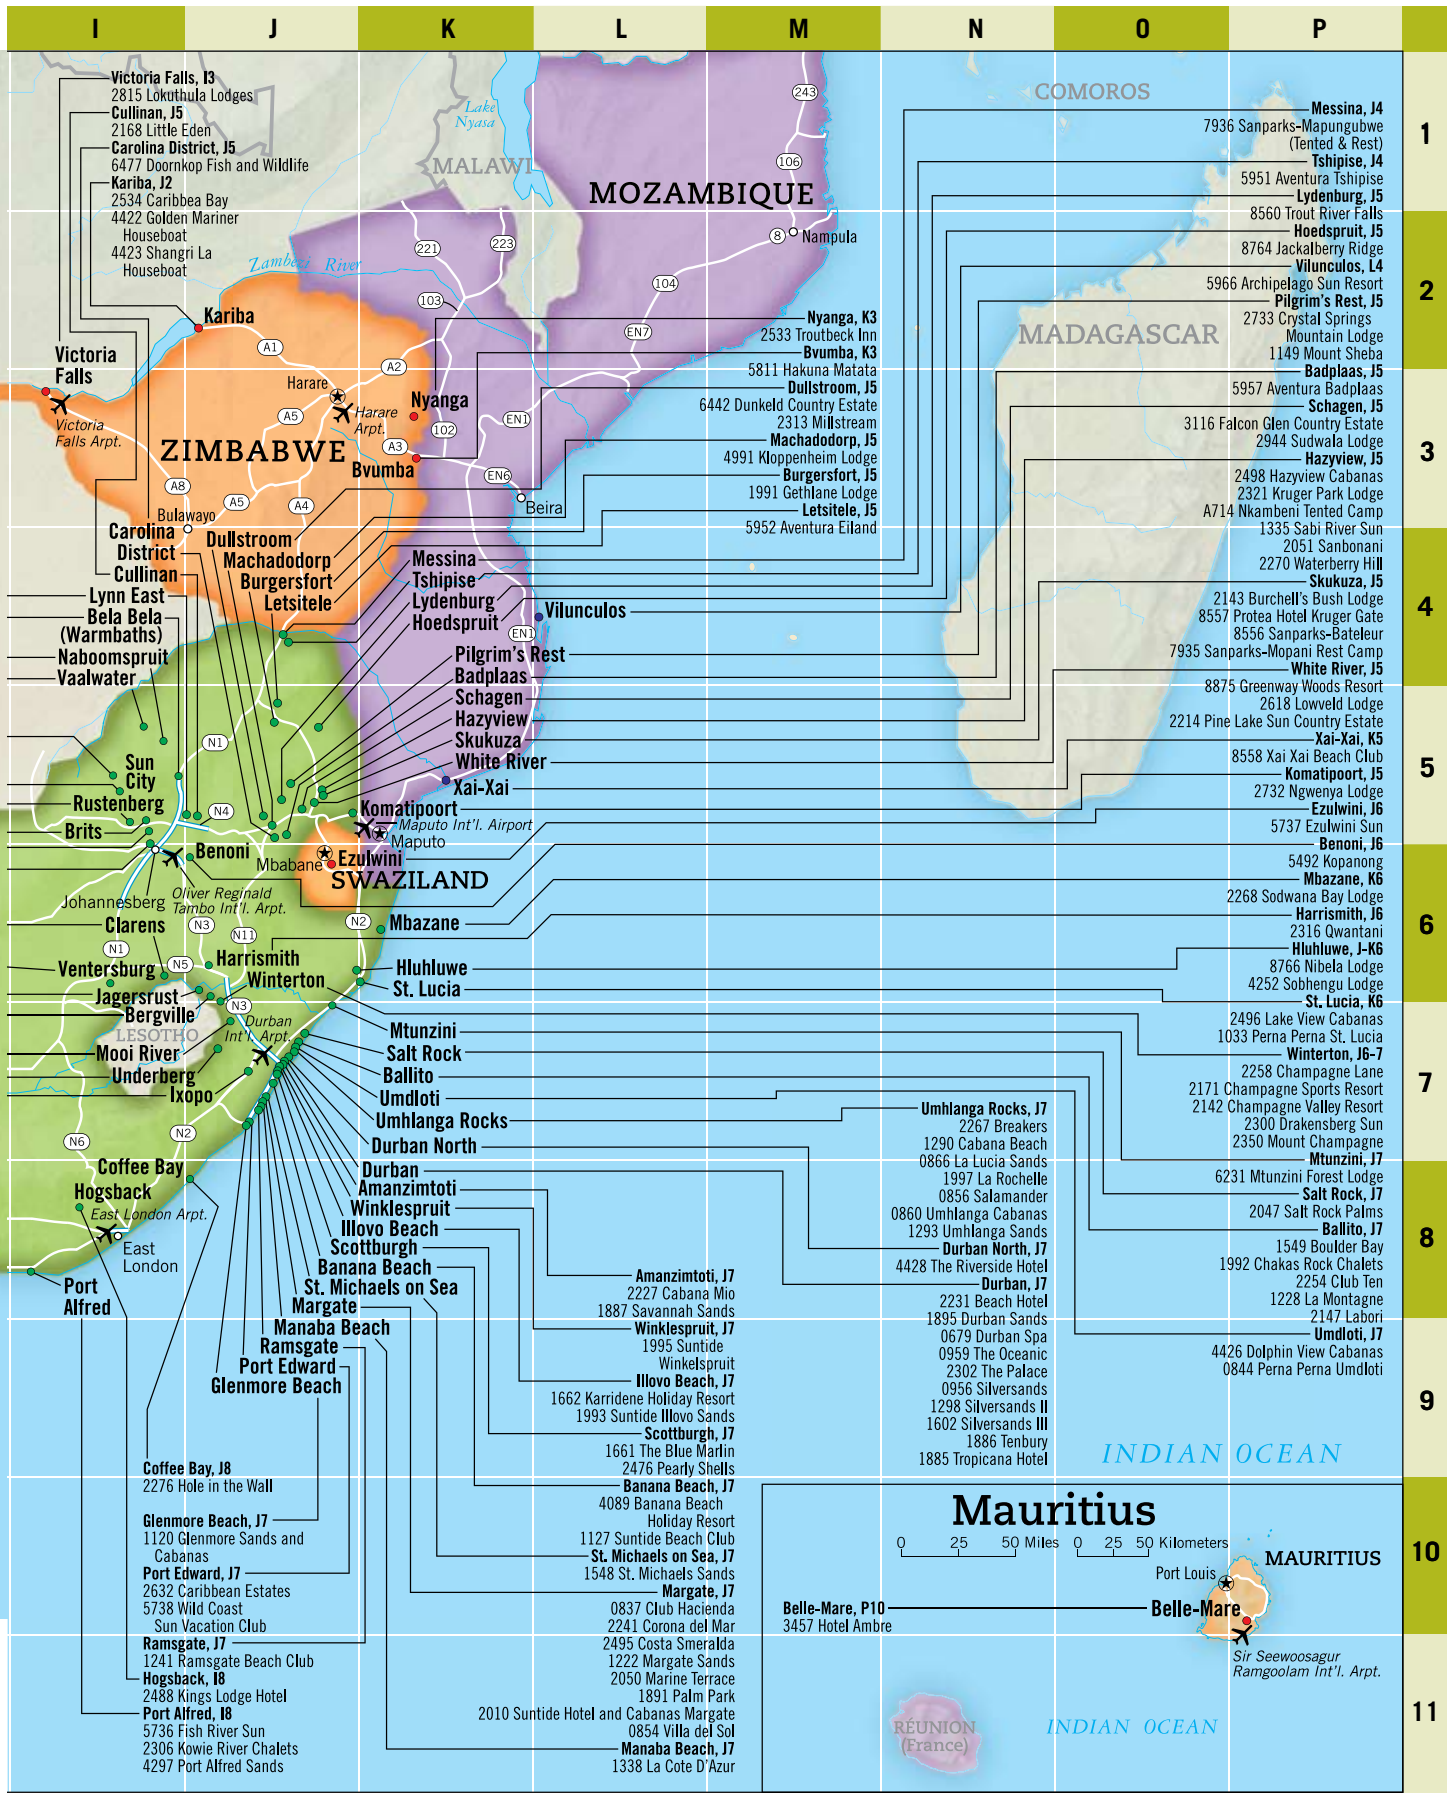 I J K L M N O P
1
2
3
4
5
6
7
8
9
10
11
Victoria Falls, I3
2815 Lokuthula Lodges
Cullinan, J5
2168 Little Eden
Carolina District, J5
6477 Doornkop Fish and Wildlife
Kariba, J2
2534 Caribbea Bay
4422 Golden Mariner
Houseboat
4423 Shangri La
Houseboat
Lake
Nyasa
MALAWI
MOZAMBIQUE
COMOROS
MADAGASCAR
243
106
8
Nampula
221
223
Zambezi River
103
104
EN7
Kariba
A1
A2
Victoria
Falls
Victoria
Falls Arpt.
Harare
Harare
Arpt.
A5
Nyanga
102
EN1
ZIMBABWE
A3
Bvumba
EN6
Beira
A8
A5
A4
Bulawayo
Carolina
District
Cullinan
Lynn East
Bela Bela
(Warmbaths)
Naboomspruit
Vaalwater
Dullstroom
Machadodorp
Burgersfort
Letsitele
Messina
Tshipise
Lydenburg
Hoedspruit
EN1
Vilunculos
Pilgrim's Rest
Badplaas
Schagen
Hazyview
Skukuza
White River
Xai-Xai
N1
Sun
City
Rustenberg
N4
Brits
Komatipoort
Maputo Int'l. Airport
Maputo
Benoni
Mbabane
Ezulwini
SWAZILAND
Johannesberg
Oliver Reginald
Tambo Int'l. Arpt.
Clarens
N3
N11
N2
Mbazane
N1
N5
Harrismith
Ventersburg
Winterton
Hluhluwe
St. Lucia
Jagersrust
Bergville
N3
LESOTHO
Durban
Int'l. Arpt.
Mooi River
Underberg
Ixopo
Mtunzini
Salt Rock
Ballito
Umdloti
Umhlanga Rocks
Durban North
N6
N2
Coffee Bay
Hogsback
East London Arpt.
East
London
Port
Alfred
Durban
Amanzimtoti
Winklespruit
Illovo Beach
Scottburgh
Banana Beach
St. Michaels on Sea
Margate
Manaba Beach
Ramsgate
Port Edward
Glenmore Beach
Nyanga, K3
2533 Troutbeck Inn
Bvumba, K3
5811 Hakuna Matata
Dullstroom, J5
6442 Dunkeld Country Estate
2313 Millstream
Machadodorp, J5
4991 Kloppenheim Lodge
Burgersfort, J5
1991 Gethlane Lodge
Letsitele, J5
5952 Aventura Eiland
Messina, J4
7936 Sanparks-Mapungubwe
(Tented & Rest)
Tshipise, J4
5951 Aventura Tshipise
Lydenburg, J5
8560 Trout River Falls
Hoedspruit, J5
8764 Jackalberry Ridge
Vilunculos, L4
5966 Archipelago Sun Resort
Pilgrim's Rest, J5
2733 Crystal Springs
Mountain Lodge
1149 Mount Sheba
Badplaas, J5
5957 Aventura Badplaas
Schagen, J5
3116 Falcon Glen Country Estate
2944 Sudwala Lodge
Hazyview, J5
2498 Hazyview Cabanas
2321 Kruger Park Lodge
A714 Nkambeni Tented Camp
1335 Sabi River Sun
2051 Sanbonani
2270 Waterberry Hill
Skukuza, J5
2143 Burchell's Bush Lodge
8557 Protea Hotel Kruger Gate
8556 Sanparks-Bateleur
7935 Sanparks-Mopani Rest Camp
White River, J5
8875 Greenway Woods Resort
2618 Lowveld Lodge
2214 Pine Lake Sun Country Estate
Xai-Xai, K5
8558 Xai Xai Beach Club
Komatipoort, J5
2732 Ngwenya Lodge
Ezulwini, J6
5737 Ezulwini Sun
Benoni, J6
5492 Kopanong
Mbazane, K6
2268 Sodwana Bay Lodge
Harrismith, J6
2316 Qwantani
Hluhluwe, J-K6
8766 Nibela Lodge
4252 Sobhengu Lodge
St. Lucia, K6
2496 Lake View Cabanas
1033 Perna Perna St. Lucia
Winterton, J6-7
2258 Champagne Lane
2171 Champagne Sports Resort
2142 Champagne Valley Resort
2300 Drakensberg Sun
2350 Mount Champagne
Mtunzini, J7
6231 Mtunzini Forest Lodge
Salt Rock, J7
2047 Salt Rock Palms
Ballito, J7
1549 Boulder Bay
1992 Chakas Rock Chalets
2254 Club Ten
1228 La Montagne
2147 Labori
Umdloti, J7
4426 Dolphin View Cabanas
0844 Perna Perna Umdloti
Umhlanga Rocks, J7
2267 Breakers
1290 Cabana Beach
0866 La Lucia Sands
1997 La Rochelle
0856 Salamander
0860 Umhlanga Cabanas
1293 Umhlanga Sands
Durban North, J7
4428 The Riverside Hotel
Durban, J7
2231 Beach Hotel
1895 Durban Sands
0679 Durban Spa
0959 The Oceanic
2302 The Palace
0956 Silversands
1298 Silversands II
1602 Silversands III
1886 Tenbury
1885 Tropicana Hotel
Amanzimtoti, J7
2227 Cabana Mio
1887 Savannah Sands
Winklespruit, J7
1995 Suntide
Winkelspruit
Illovo Beach, J7
1662 Karridene Holiday Resort
1993 Suntide Illovo Sands
Scottburgh, J7
1661 The Blue Marlin
2476 Pearly Shells
Banana Beach, J7
4089 Banana Beach
Holiday Resort
1127 Suntide Beach Club
St. Michaels on Sea, J7
1548 St. Michaels Sands
Margate, J7
0837 Club Hacienda
2241 Corona del Mar
2495 Costa Smeralda
1222 Margate Sands
2050 Marine Terrace
1891 Palm Park
2010 Suntide Hotel and Cabanas Margate
0854 Villa del Sol
Manaba Beach, J7
1338 La Cote D'Azur
Coffee Bay, J8
2276 Hole in the Wall
Glenmore Beach, J7
1120 Glenmore Sands and
Cabanas
Port Edward, J7
2632 Caribbean Estates
5738 Wild Coast
Sun Vacation Club
Ramsgate, J7
1241 Ramsgate Beach Club
Hogsback, I8
2488 Kings Lodge Hotel
Port Alfred, I8
5736 Fish River Sun
2306 Kowie River Chalets
4297 Port Alfred Sands
INDIAN OCEAN
Mauritius
0 25 50 Miles 0 25 50 Kilometers
Port Louis
MAURITIUS
Belle-Mare, P10
3457 Hotel Ambre
Belle-Mare
Sir Seewoosagur
Ramgoolam Int'l. Arpt.
RÉUNION
(France)
INDIAN OCEAN